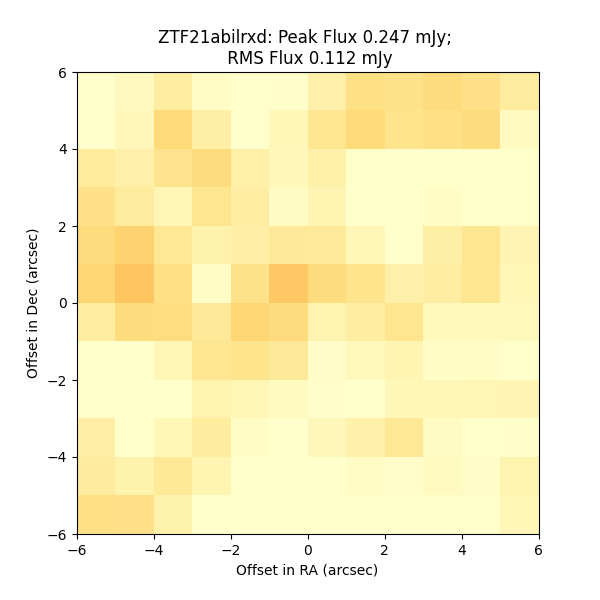 ZTF21abilrxd: Peak Flux 0.247 mJy;
RMS Flux 0.112 mJy
6
4
2
0
−2
−4
−6
Offset in Dec (arcsec)
−6 −4 −2 0 2 4 6
Offset in RA (arcsec)